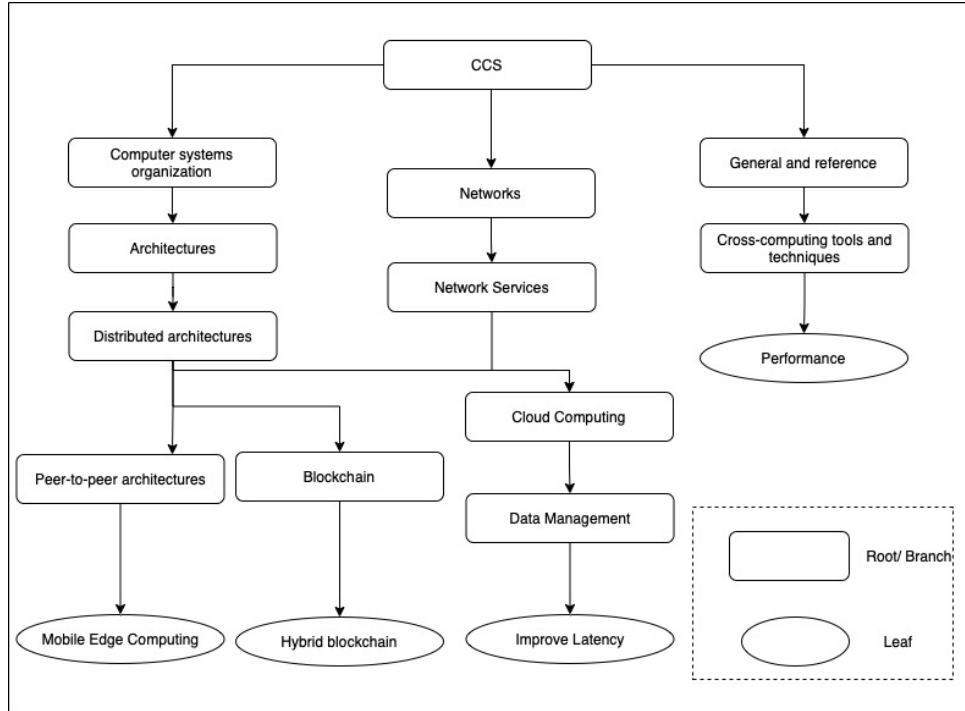 CCS
Computer systems
organization
General and reference
Networks
Architectures
Cross-computing tools and
techniques
Network Services
Distributed architectures
Performance
Cloud Computing
Peer-to-peer architectures
Blockchain
Data Management
Root/ Branch
Mobile Edge Computing
Hybrid blockchain
Improve Latency
Leaf